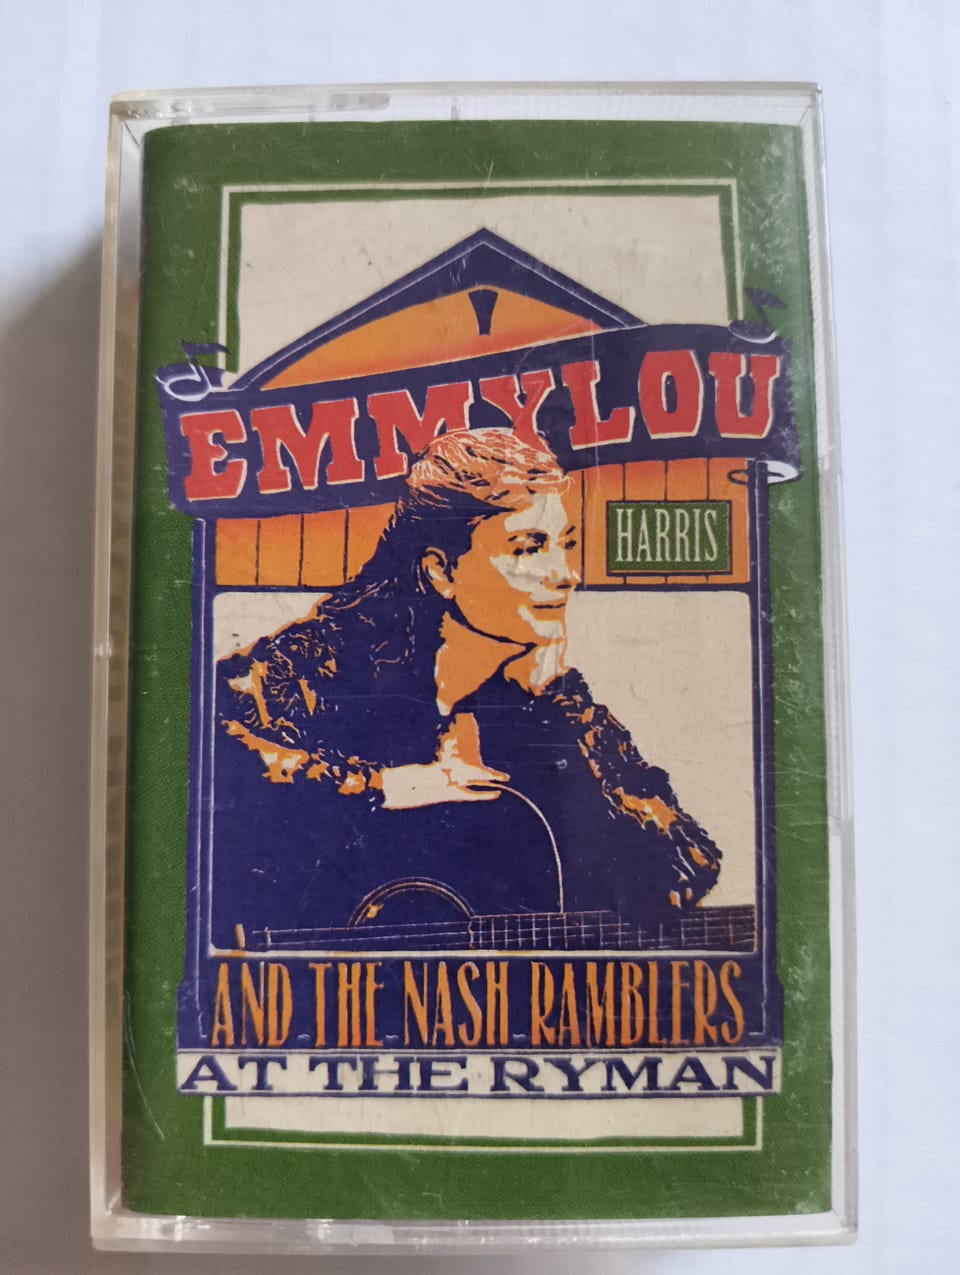 EMMYLOU
HARRIS
AND THE NASH RAMBLERS
AT THE RYMAN